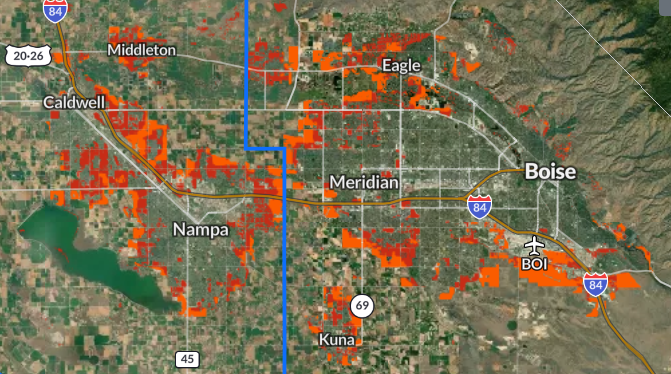 84
20-26
Middleton
Eagle
Caldwell
Meridian
Boise
84
Nampa
BOI
84
69
Kuna
45